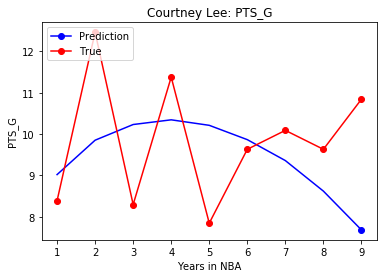 Courtney Lee: PTS_G
Prediction
True
PTS_G
12
11
10
9
8
1 2 3 4 5 6 7 8 9
Years in NBA